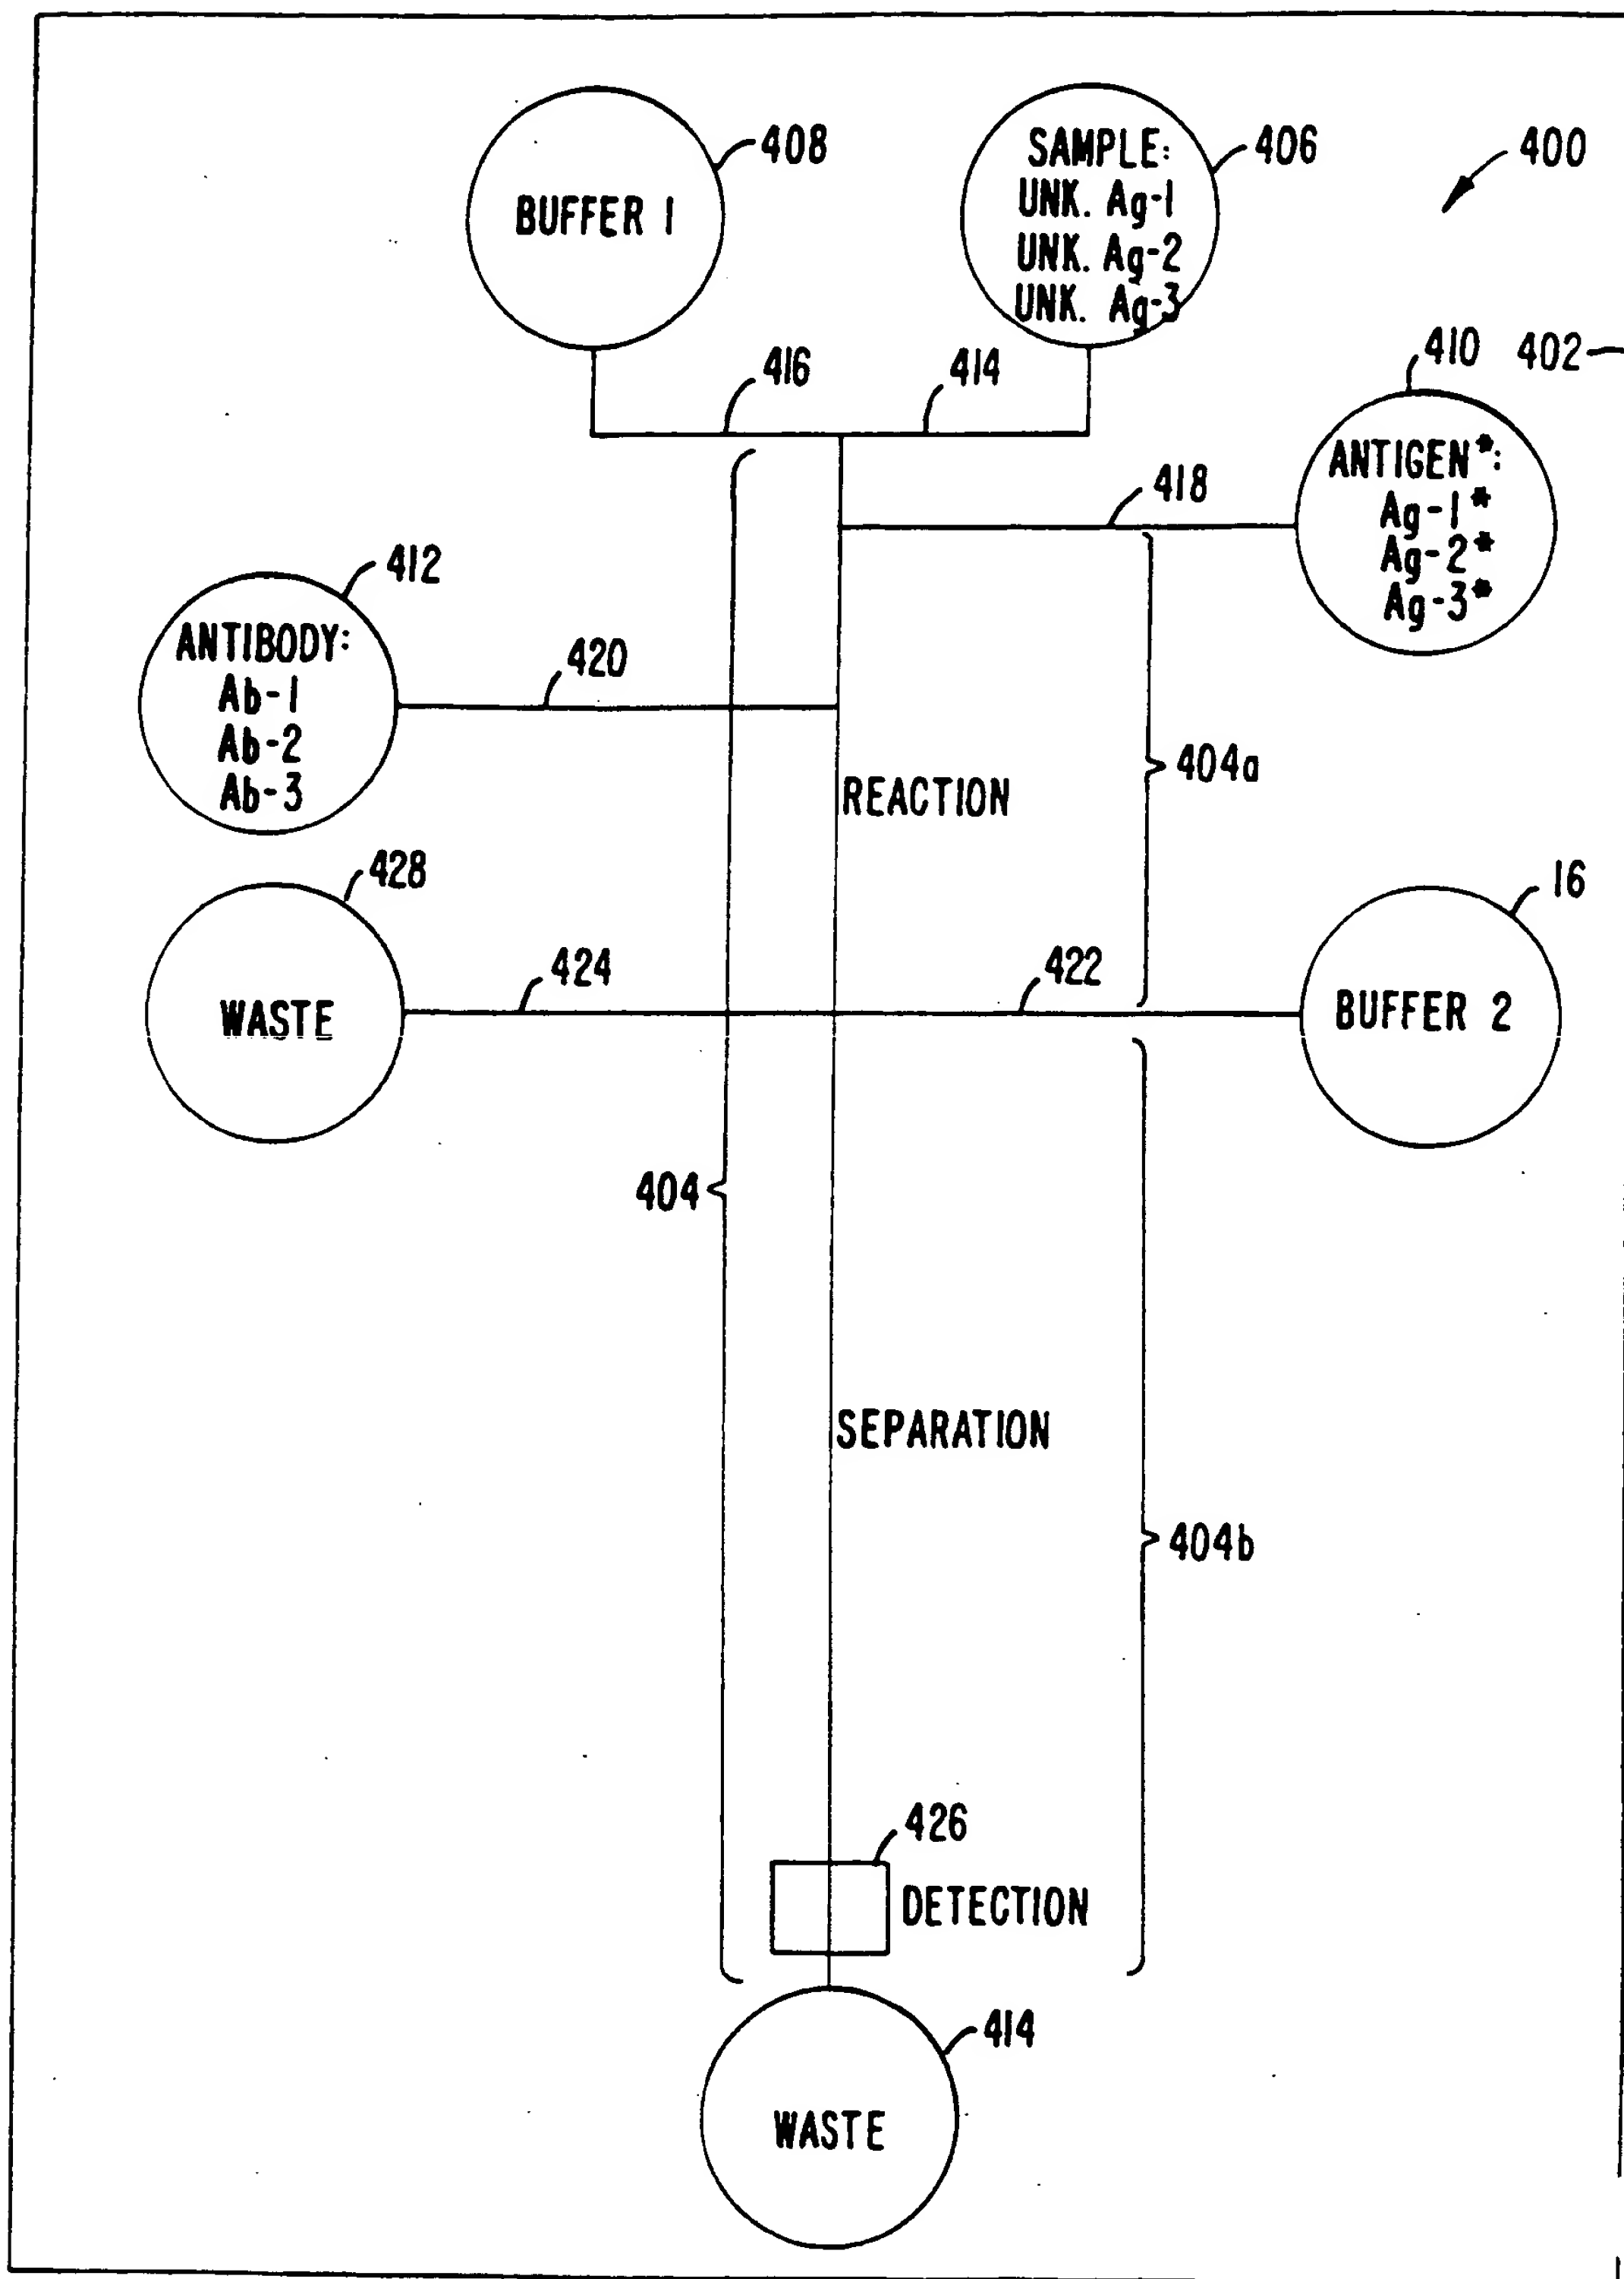 408
BUFFER 1
406
SAMPLE:
UNK. Ag-1
UNK. Ag-2
UNK. Ag-3
400
416
414
410
402
ANTIGEN*:
Ag-1*
Ag-2*
Ag-3*
418
412
ANTIBODY:
Ab-1
Ab-2
Ab-3
420
404a
REACTION
428
WASTE
424
422
16
BUFFER 2
404
SEPARATION
404b
426
DETECTION
414
WASTE